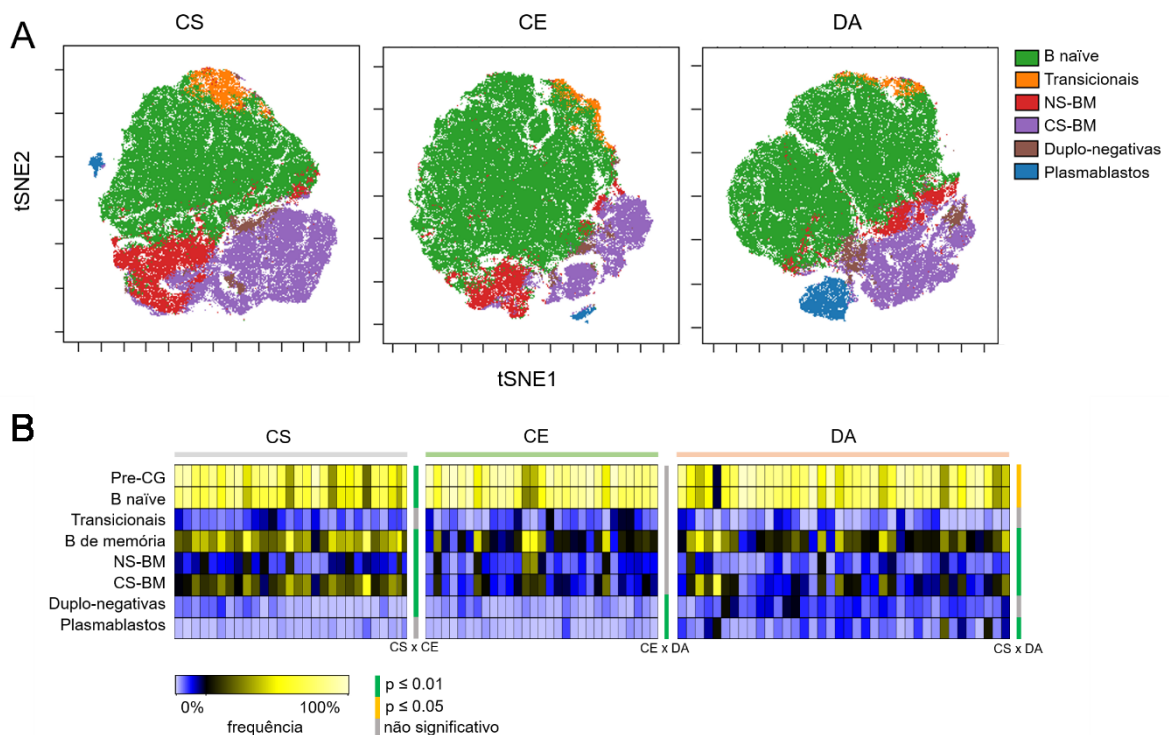 A
CS
CE
DA
tSNE2
tSNE1
B naïve
Transicionais
NS-BM
CS-BM
Duplo-negativas
Plasmablastos
B
CS
CE
DA
Pre-CG
B naïve
Transicionais
B de memória
NS-BM
CS-BM
Duplo-negativas
Plasmablastos
CS x CE
CE x DA
CS x DA
0%
100%
frequência
p ≤ 0.01
p ≤ 0.05
não significativo